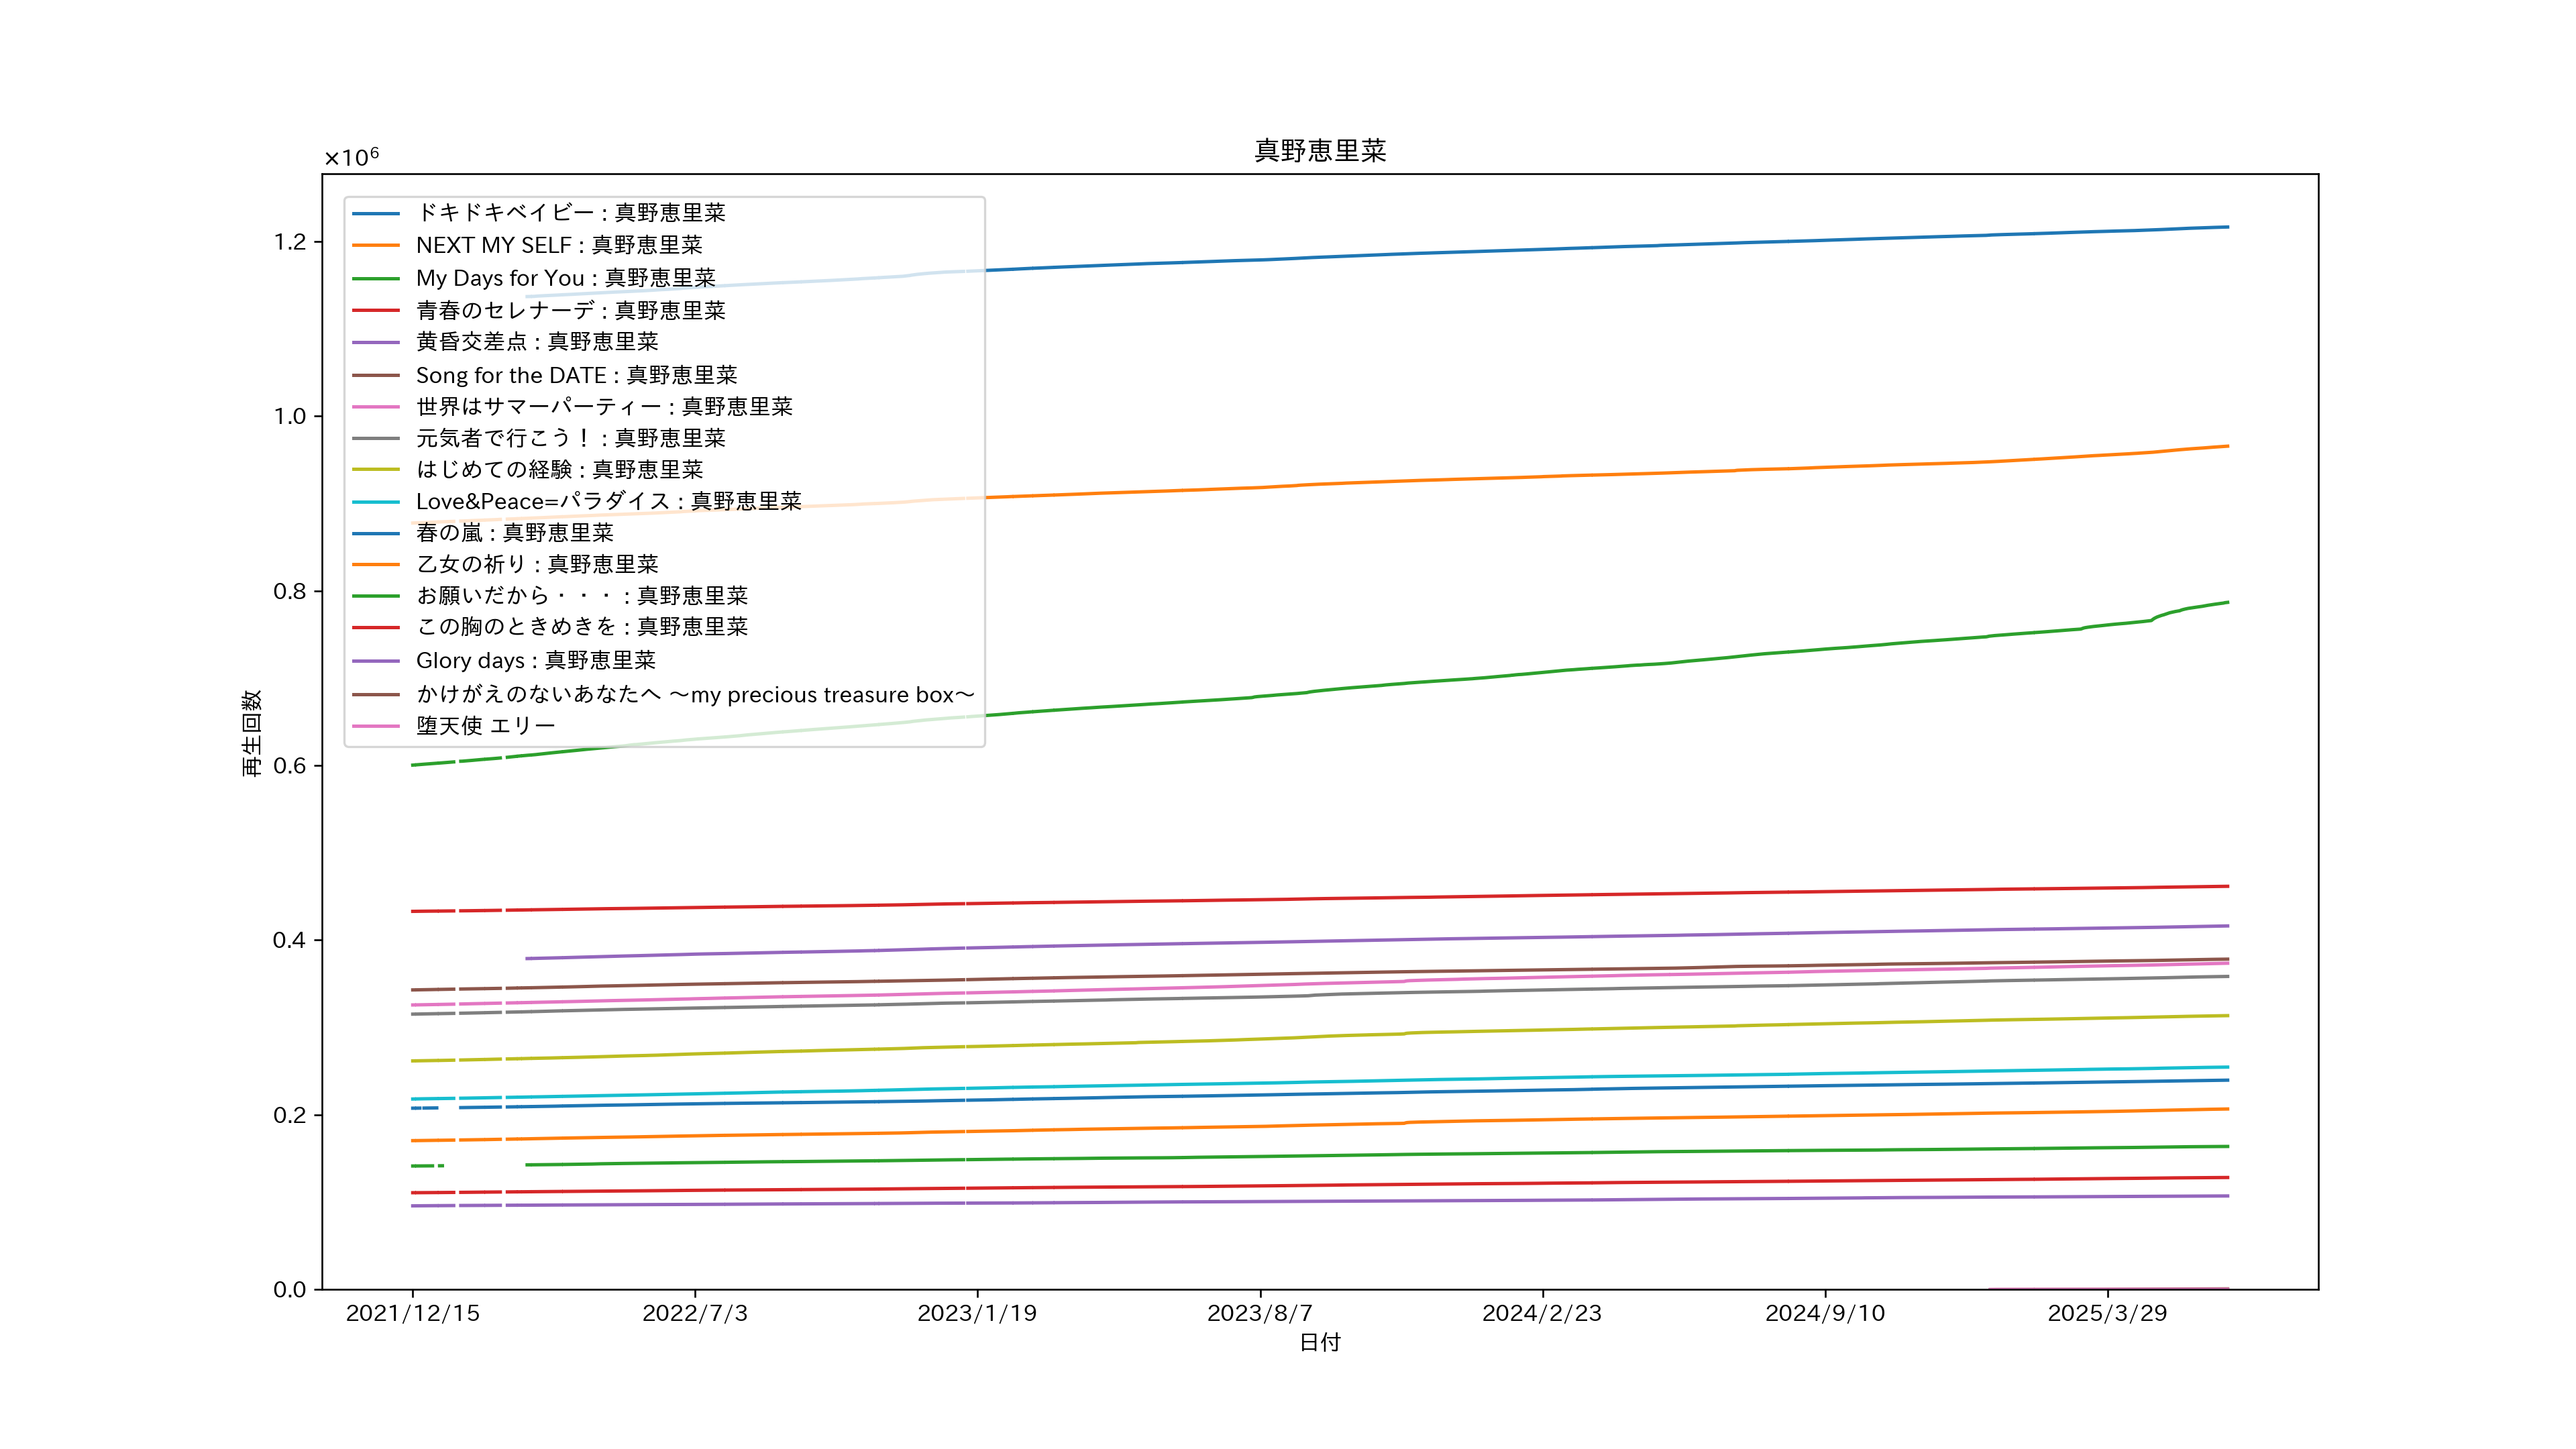 真野恵里菜
×10⁶
ドキドキベイビー : 真野恵里菜
NEXT MY SELF : 真野恵里菜
My Days for You : 真野恵里菜
青春のセレナーデ : 真野恵里菜
黄昏交差点 : 真野恵里菜
Song for the DATE : 真野恵里菜
世界はサマーパーティー : 真野恵里菜
元気者で行こう！ : 真野恵里菜
はじめての経験 : 真野恵里菜
Love&Peace=パラダイス : 真野恵里菜
春の嵐 : 真野恵里菜
乙女の祈り : 真野恵里菜
お願いだから・・・ : 真野恵里菜
この胸のときめきを : 真野恵里菜
Glory days : 真野恵里菜
かけがえのないあなたへ ～my precious treasure box～
堕天使 エリー
1.2
1.0
0.8
0.6
0.4
0.2
0.0
再生回数
2021/12/15 2022/7/3 2023/1/19 2023/8/7 2024/2/23 2024/9/10 2025/3/29
日付